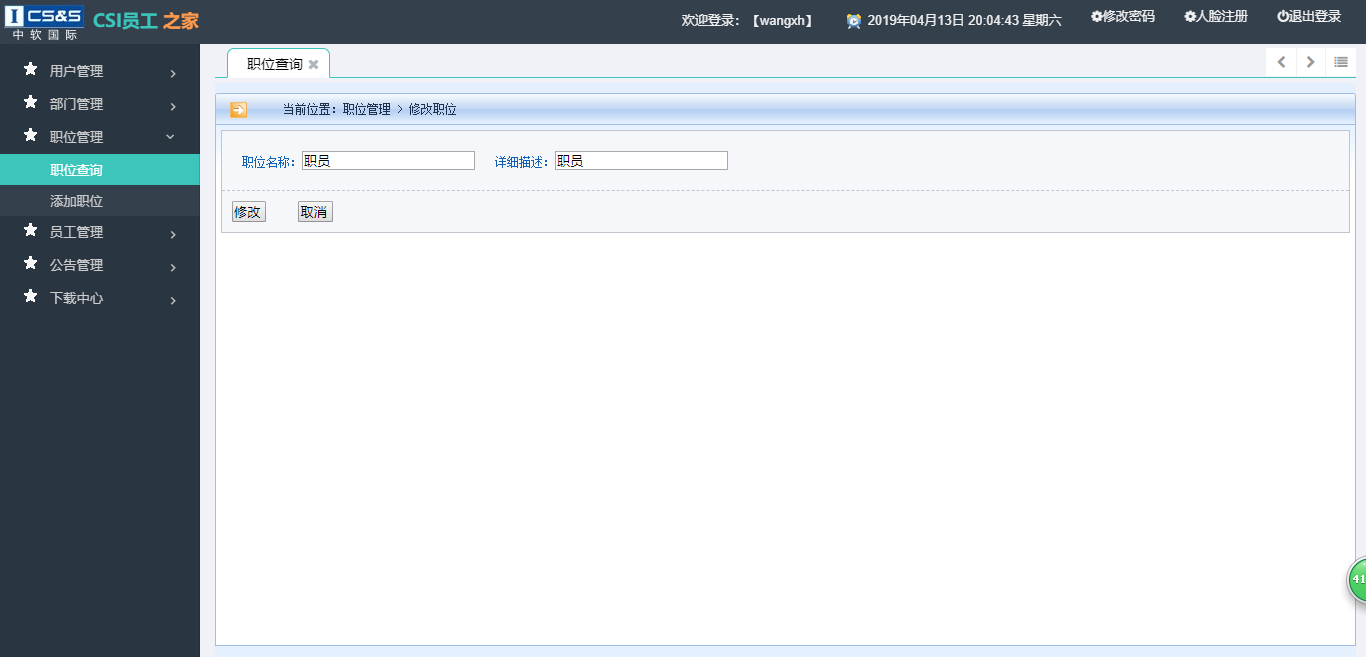 CS&S
中软国际
CSI员工 之家
欢迎登录：【wangxh】
2019年04月13日 20:04:43 星期六
修改密码
人脸注册
退出登录
用户管理
部门管理
职位管理
职位查询
添加职位
员工管理
公告管理
下载中心
职位查询
当前位置：职位管理 > 修改职位
职位名称：职员 详细描述：职员
修改 取消
41